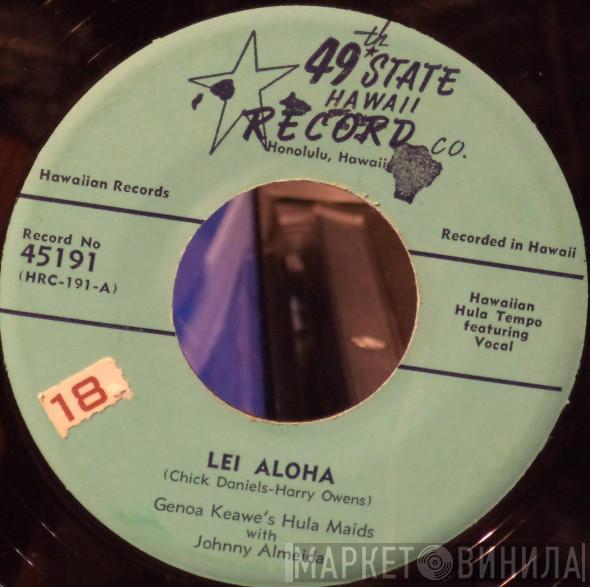 49th STATE
HAWAII
RECORD CO.
Honolulu, Hawaii
Hawaiian Records
Record No
45191
(HRC-191-A)
Recorded in Hawaii
Hawaiian
Hula Tempo
featuring
Vocal
18
LEI ALOHA
(Chick Daniels-Harry Owens)
Genoa Keawe's Hula Maids
with
Johnny Almeida
МАРКЕТ ВИНИЛА